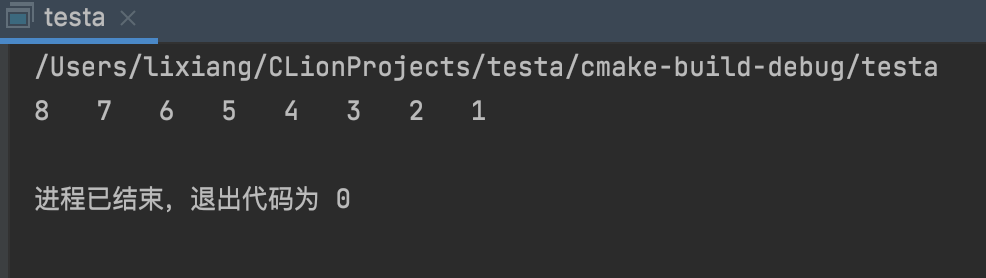 testa
/Users/lixiang/CLionProjects/testa/cmake-build-debug/testa
8   7   6   5   4   3   2   1
进程已结束，退出代码为 0